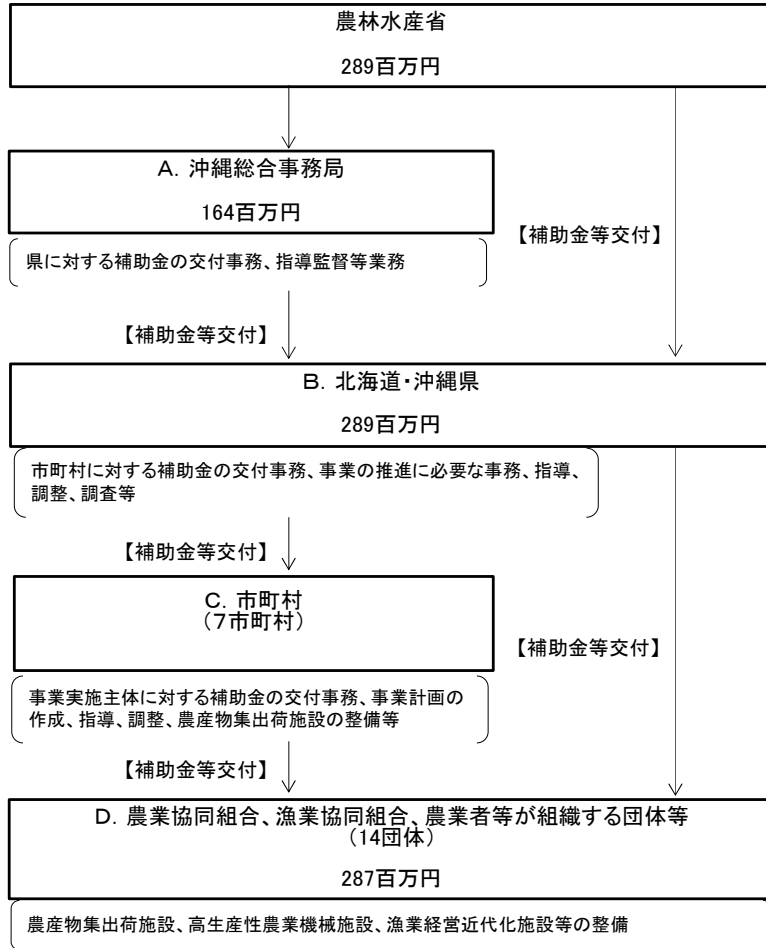 農林水産省
289百万円
A. 沖縄総合事務局
164百万円
【補助金等交付】
県に対する補助金の交付事務、指導監督等業務
【補助金等交付】
B. 北海道・沖縄県
289百万円
市町村に対する補助金の交付事務、事業の推進に必要な事務、指導、
調整、調査等
【補助金等交付】
C. 市町村
（7市町村）
【補助金等交付】
事業実施主体に対する補助金の交付事務、事業計画の
作成、指導、調整、農産物集出荷施設の整備等
【補助金等交付】
D. 農業協同組合、漁業協同組合、農業者等が組織する団体等
（14団体）
287百万円
農産物集出荷施設、高生産性農業機械施設、漁業経営近代化施設等の整備